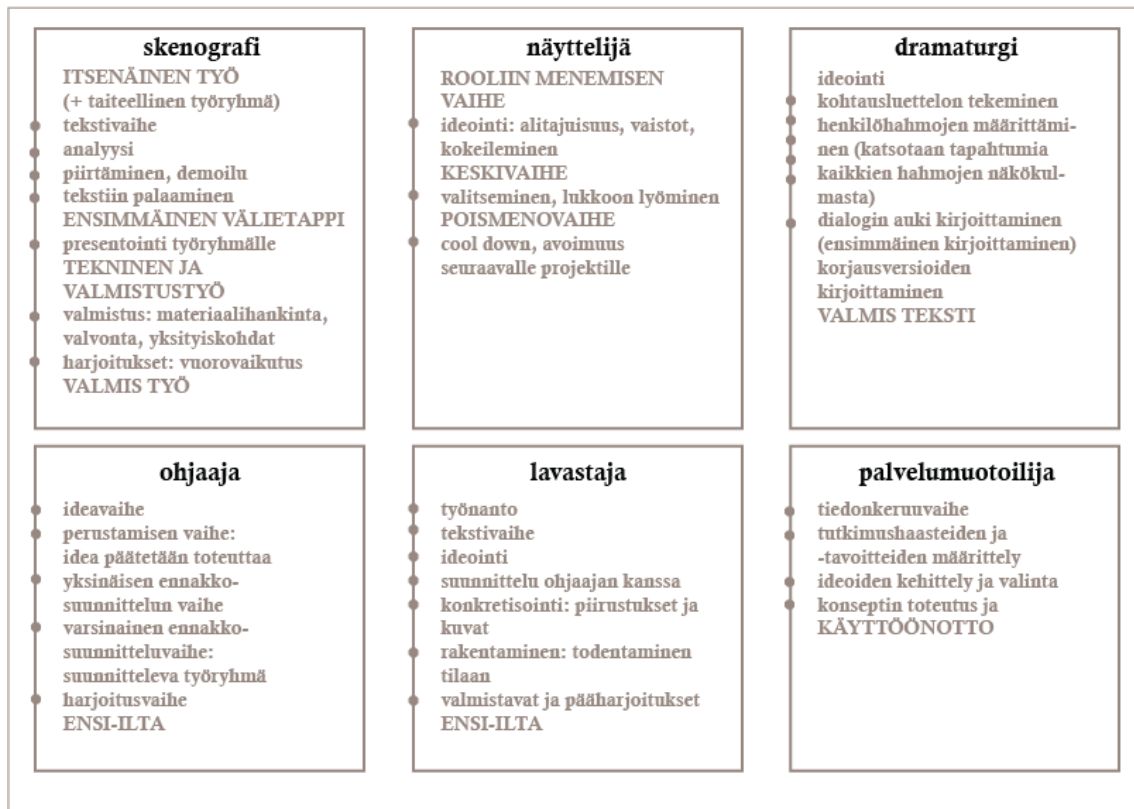 skenografi
ITSENÄINEN TYÖ
(+ taiteellinen työryhmä)
tekstivaihe
analyysi
piirtäminen, demoilu
tekstiin palaaminen
ENSIMMÄINEN VÄLIETAPPI
presentointi työryhmälle
TEKNINEN JA
VALMISTUSTYÖ
valmistus: materiaalihankinta,
valvonta, yksityiskohdat
harjoitukset: vuorovaikutus
VALMIS TYÖ
näyttelijä
ROOLIIN MENEMISEN
VAIHE
ideointi: alitajuisuus, vaistot,
kokeileminen
KESKIVAIHE
valitseminen, lukkoon lyöminen
POISMENOVAIHE
cool down, avoimuus
seuraavalle projektille
dramaturgi
ideointi
kohtausluettelon tekeminen
henkilöhahmojen määrittämi-
nen (katsotaan tapahtumia
kaikkien hahmojen näkökul-
masta)
dialogin auki kirjoittaminen
(ensimmäinen kirjoittaminen)
korjausversioiden
kirjoittaminen
VALMIS TEKSTI
ohjaaja
ideavaihe
perustamisen vaihe:
idea päätetään toteuttaa
yksinäisen ennakko-
suunnittelun vaihe
varsinainen ennakko-
suunnitteluvaihe:
suunnitteleva työryhmä
harjoitusvaihe
ENSI-ILTA
lavastaja
työnanto
tekstivaihe
ideointi
suunnittelu ohjaajan kanssa
konkretisointi: piirustukset ja
kuvat
rakentaminen: todentaminen
tilaan
valmistavat ja pääharjoitukset
ENSI-ILTA
palvelumuotoilija
tiedonkeruuvaihe
tutkimushaasteiden ja
-tavoitteiden määrittely
ideoiden kehittely ja valinta
konseptin toteutus ja
KÄYTTÖÖNOTTO